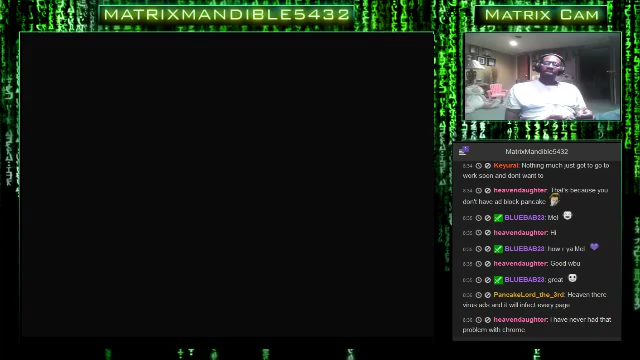 MATRIXMANDIBLE5432
MATRIX CAM
MatrixMandible5432
Keyurai: Nothing much just got to go to
work soon and dont want to
heavendaughter: That's because you
don't have ad block pancake
BLUEBAB23: Mel
heavendaughter: Hi
BLUEBAB23: how r ya Mel
heavendaughter: Good wbu
BLUEBAB23: great
PancakeLord_the_3rd: Heaven there
virus ads and it will infect every page
heavendaughter: i have never had that
problem with chrome